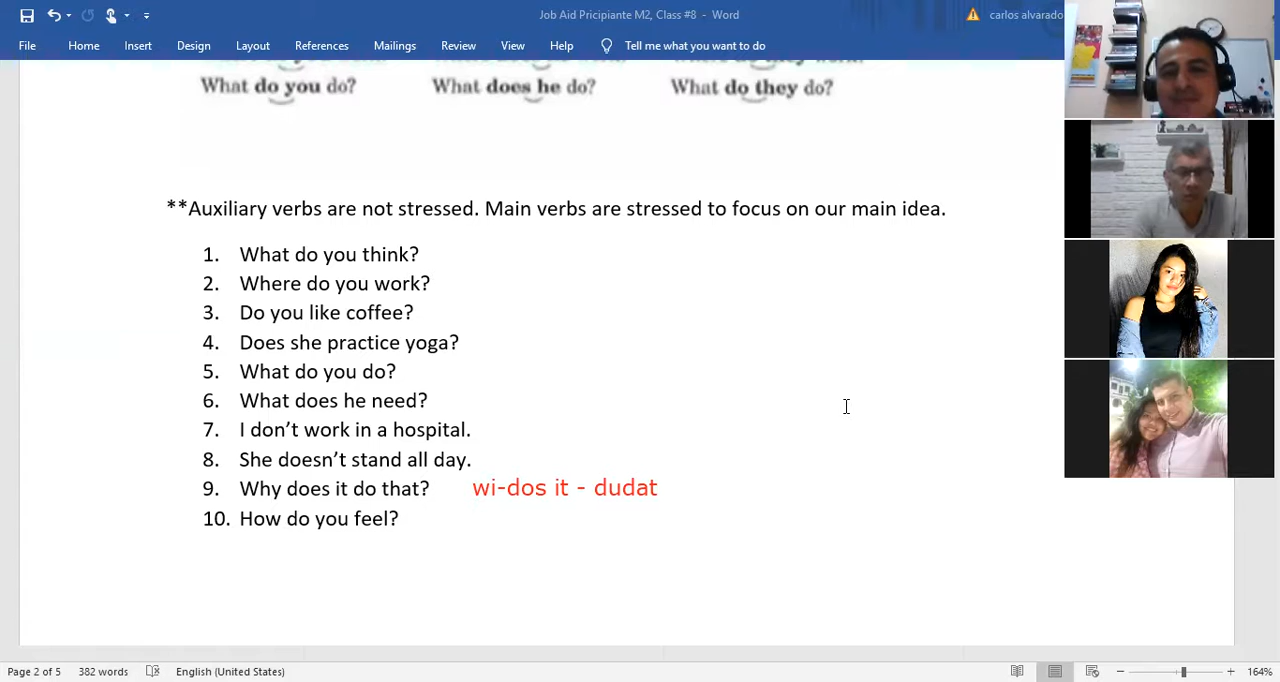 Job Aid Pricipiante M2, Class #8 - Word
carlos alvarado
File Home Insert Design Layout References Mailings Review View Help Tell me what you want to do
What do you do? What does he do? What do they do?
**Auxiliary verbs are not stressed. Main verbs are stressed to focus on our main idea.
1. What do you think?
2. Where do you work?
3. Do you like coffee?
4. Does she practice yoga?
5. What do you do?
6. What does he need?
7. I don't work in a hospital.
8. She doesn't stand all day.
9. Why does it do that? wi-dos it - dudat
10. How do you feel?
Page 2 of 5 382 words English (United States) 164%